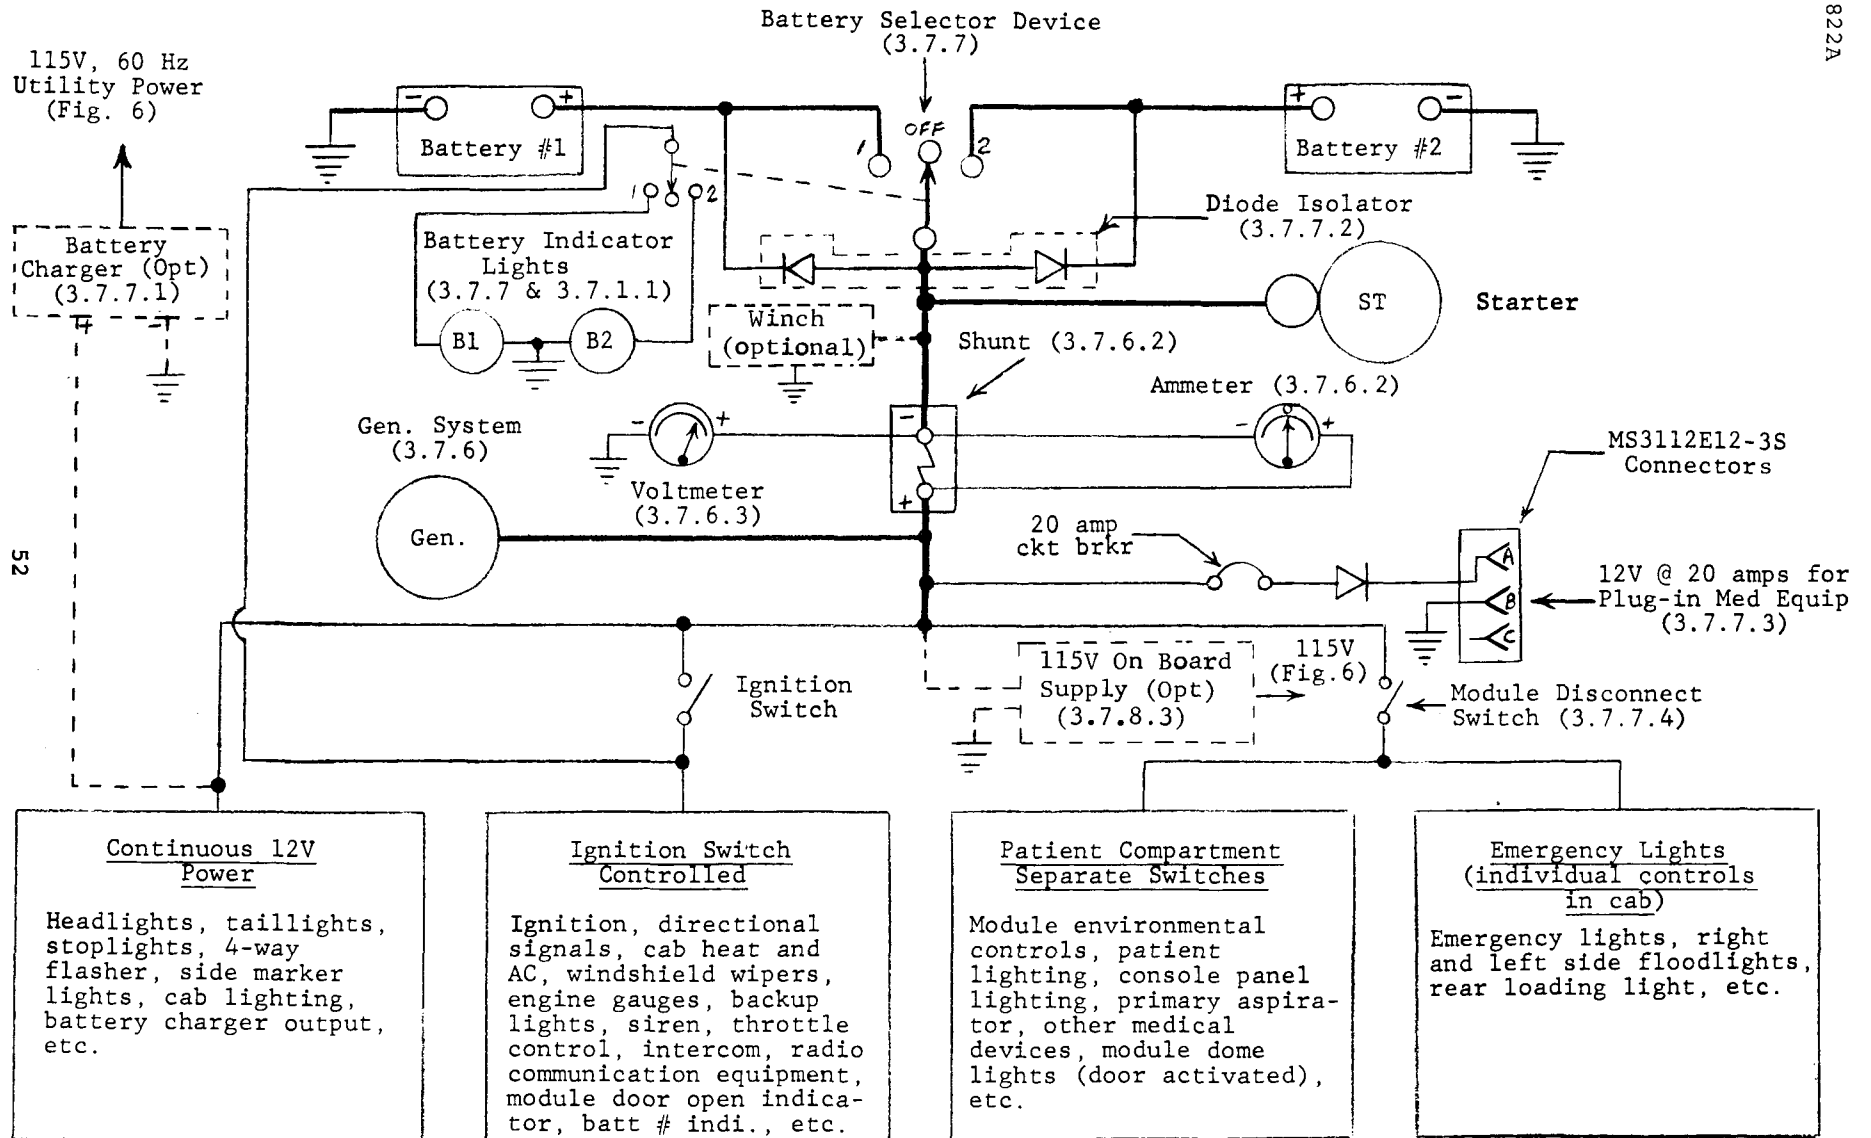 822A
Battery Selector Device
(3.7.7)
115V, 60 Hz
Utility Power
(Fig. 6)
- +
Battery #1
OFF
1
2
+ -
Battery #2
1 2
Battery
Charger (Opt)
(3.7.7.1)
+ -
Battery Indicator
Lights
(3.7.7 & 3.7.1.1)
B1
B2
Diode Isolator
(3.7.7.2)
ST
Starter
Winch
(optional)
Shunt (3.7.6.2)
Ammeter (3.7.6.2)
- 0 +
Gen. System
(3.7.6)
Gen.
- +
Voltmeter
(3.7.6.3)
-
+
MS3112E12-3S
Connectors
20 amp
ckt brkr
A
B
C
12V @ 20 amps for
Plug-in Med Equip
(3.7.7.3)
52
Ignition
Switch
115V On Board
Supply (Opt)
(3.7.8.3)
115V
(Fig.6)
Module Disconnect
Switch (3.7.7.4)
Continuous 12V
Power
Headlights, taillights,
stoplights, 4-way
flasher, side marker
lights, cab lighting,
battery charger output,
etc.
Ignition Switch
Controlled
Ignition, directional
signals, cab heat and
AC, windshield wipers,
engine gauges, backup
lights, siren, throttle
control, intercom, radio
communication equipment,
module door open indica-
tor, batt # indi., etc.
Patient Compartment
Separate Switches
Module environmental
controls, patient
lighting, console panel
lighting, primary aspira-
tor, other medical
devices, module dome
lights (door activated),
etc.
Emergency Lights
(individual controls
in cab)
Emergency lights, right
and left side floodlights,
rear loading light, etc.